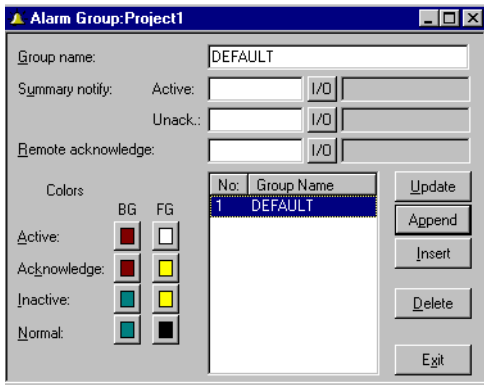 Alarm Group:Project1
Group name: DEFAULT
Summary notify: Active: I/O
Unack.: I/O
Remote acknowledge: I/O
Colors
BG FG
Active:
Acknowledge:
Inactive:
Normal:
No: Group Name
1 DEFAULT
Update
Append
Insert
Delete
Exit